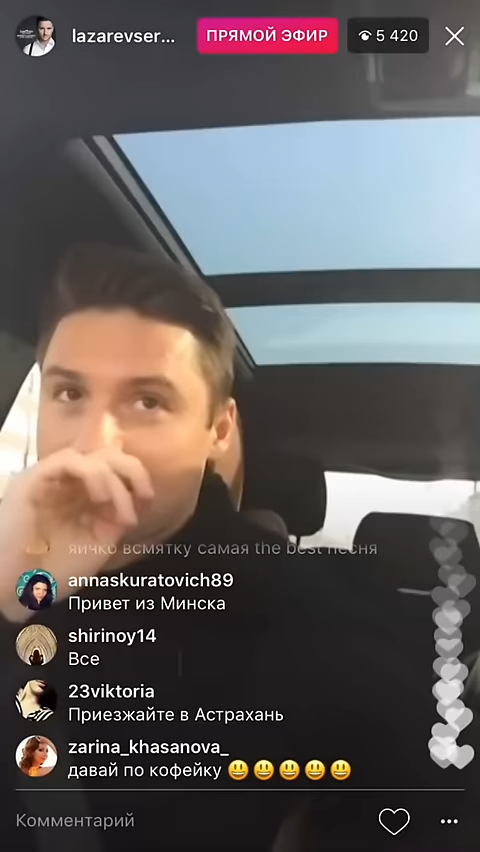 lazarevser...
ПРЯМОЙ ЭФИР
5 420
яичко всмятку самая the best песня
annaskuratovich89
Привет из Минска
shirinoy14
Все
23viktoria
Приезжайте в Астрахань
zarina_khasanova_
давай по кофейку 😃😃😃😃😃
Комментарий